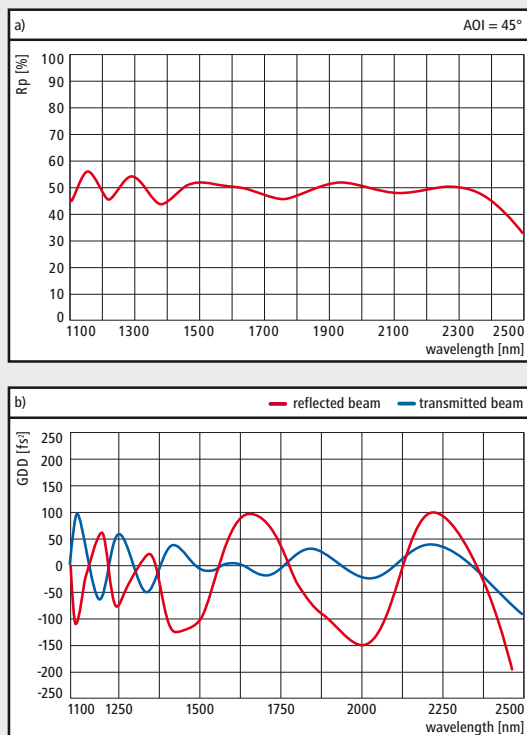 a) AOI = 45°
Rp [%]
100
90
80
70
60
50
40
30
20
10
0
1100 1300 1500 1700 1900 2100 2300 2500
wavelength [nm]
b) reflected beam transmitted beam
GDD [fs²]
250
200
150
100
50
0
-50
-100
-150
-200
-250
1100 1250 1500 1750 2000 2250 2500
wavelength [nm]